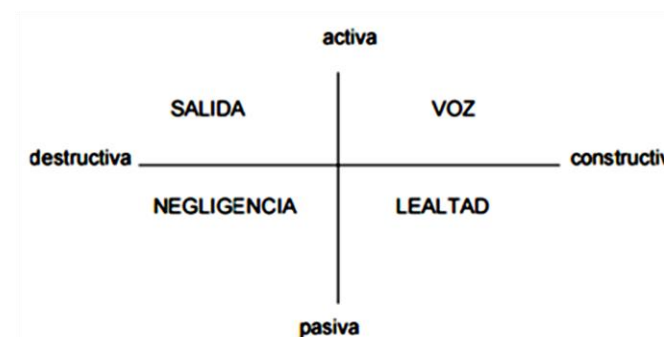 activa
SALIDA VOZ
destructiva constructiv
NEGLIGENCIA LEALTAD
pasiva